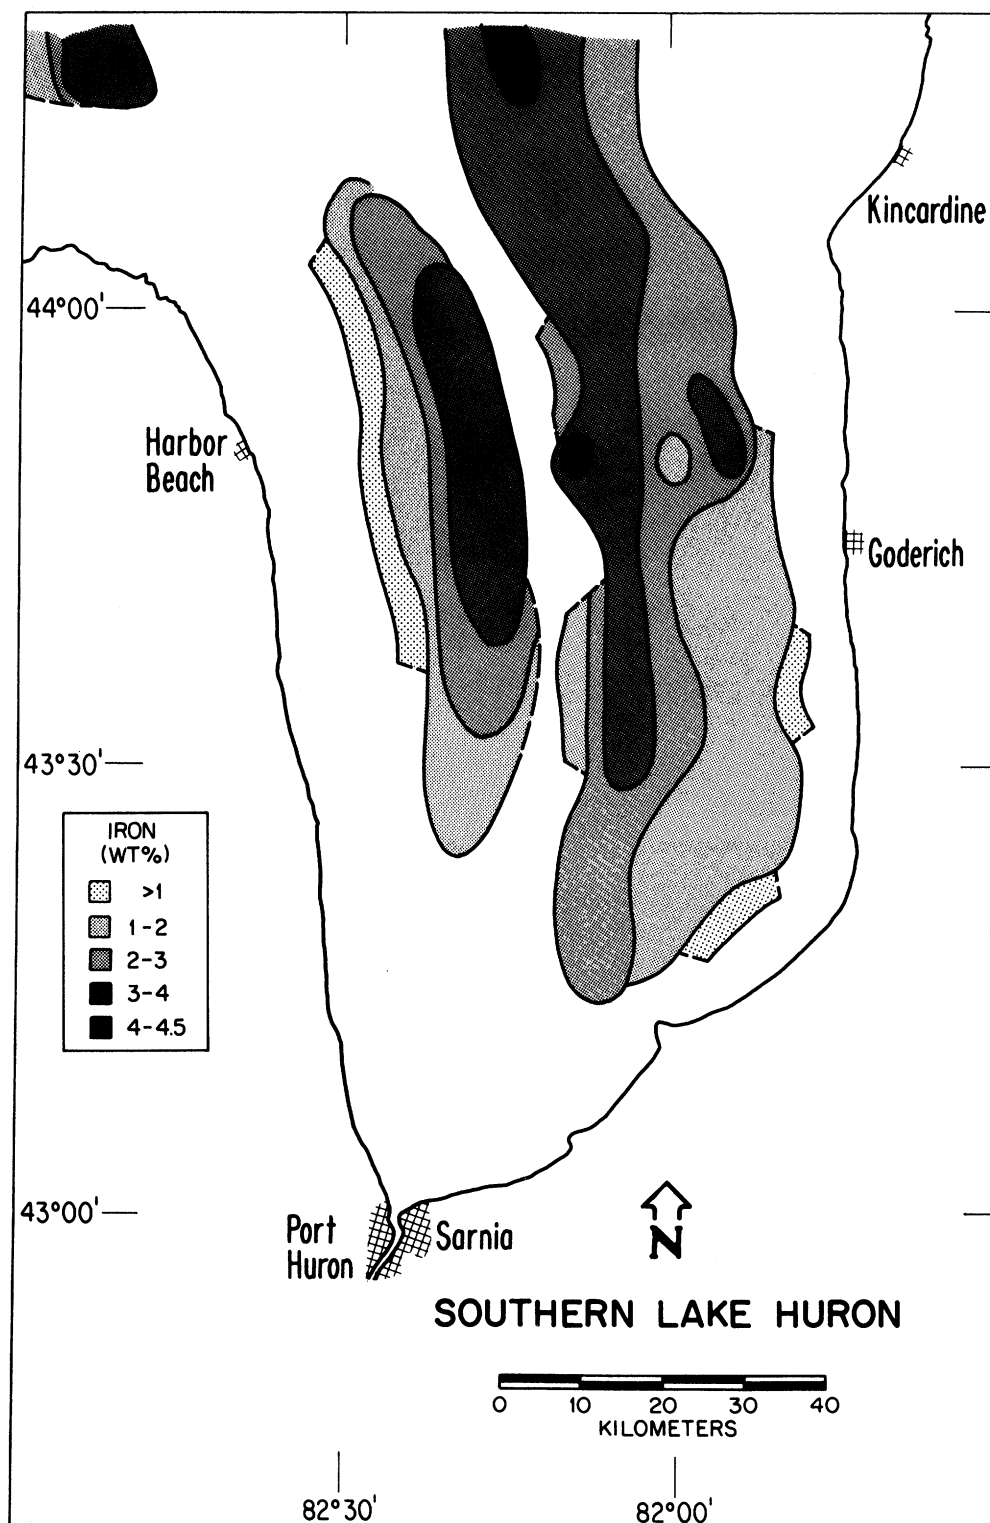 Kincardine
44°00'
Harbor
Beach
Goderich
43°30'
IRON
(WT%)
>1
1-2
2-3
3-4
4-4.5
43°00'
Port
Huron
Sarnia
N
SOUTHERN LAKE HURON
0 10 20 30 40
KILOMETERS
82°30' 82°00'